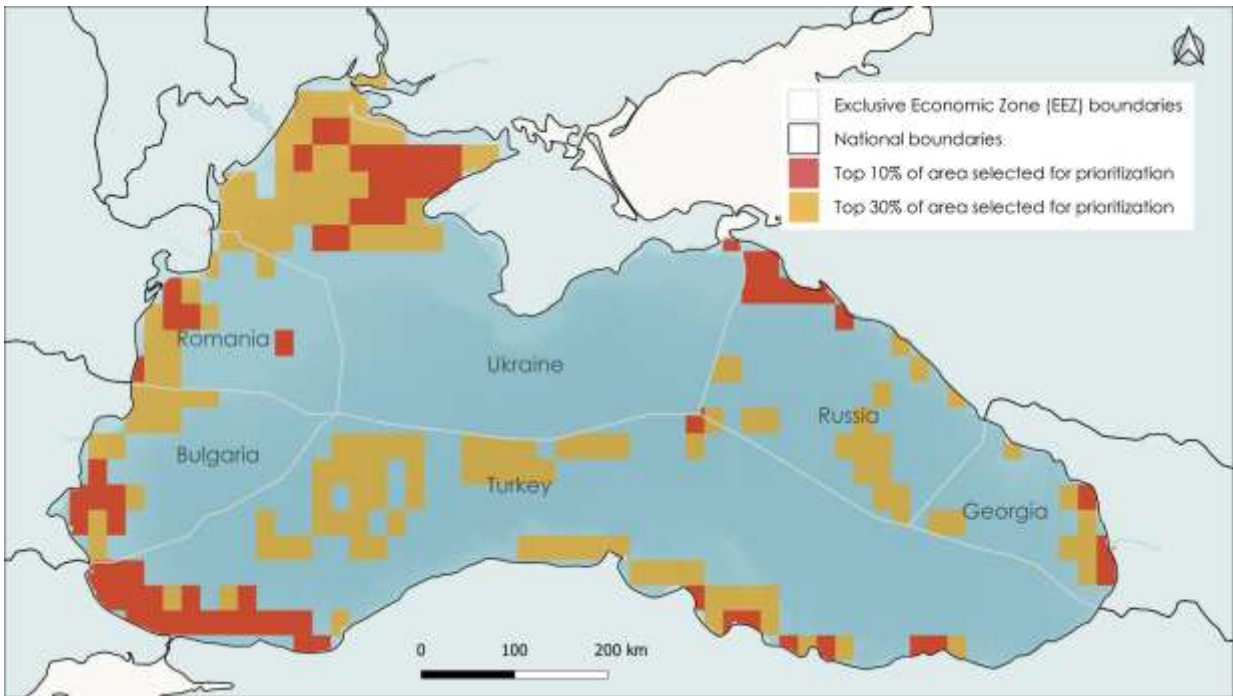 Exclusive Economic Zone (EEZ) boundaries
National boundaries
Top 10% of area selected for prioritization
Top 30% of area selected for prioritization
Romania
Ukraine
Russia
Bulgaria
Turkey
Georgia
0 100 200 km